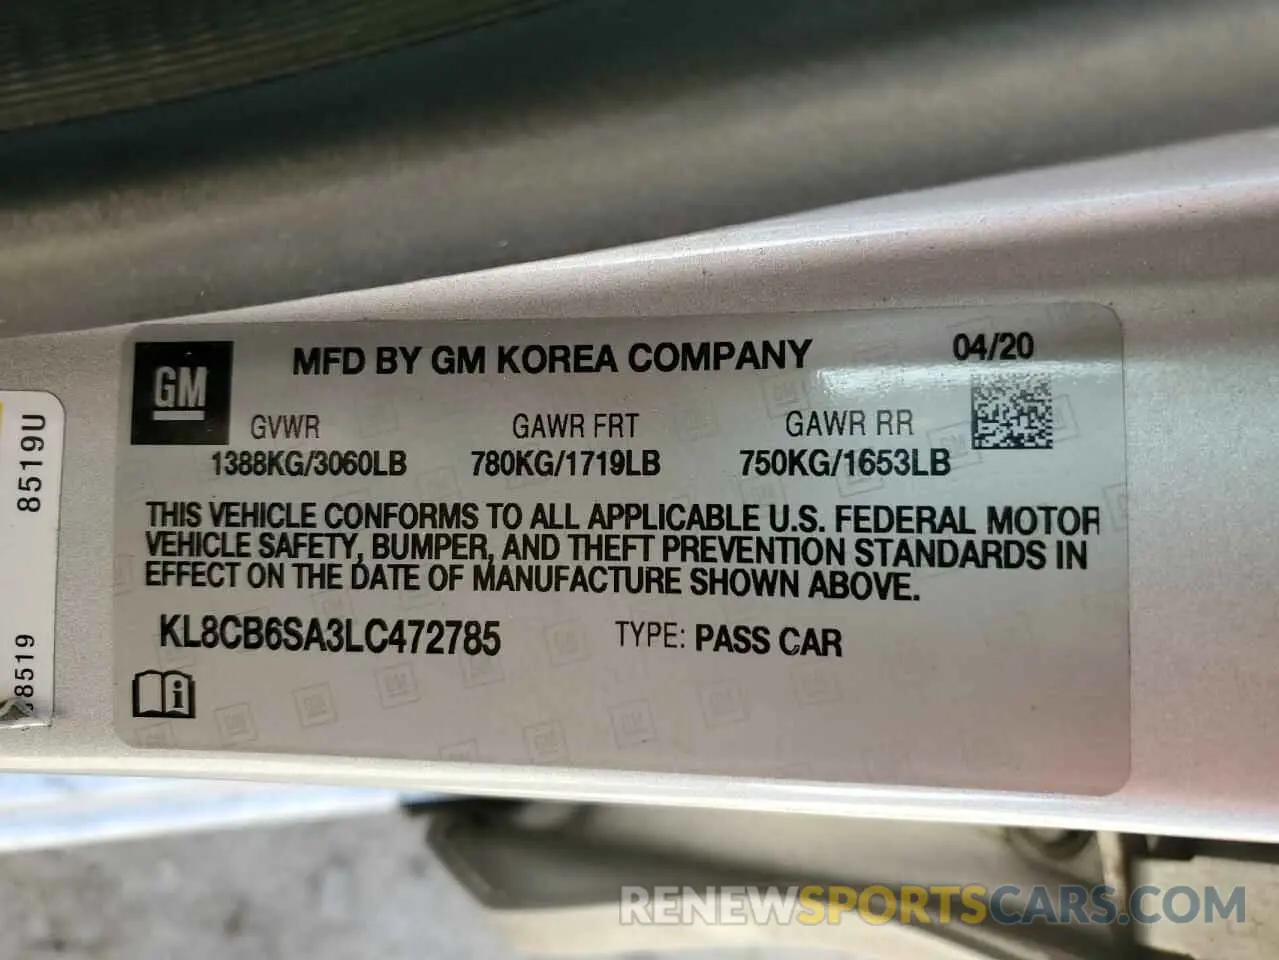 GM
MFD BY GM KOREA COMPANY
04/20
GVWR
GAWR FRT
GAWR RR
1388KG/3060LB
780KG/1719LB
750KG/1653LB
THIS VEHICLE CONFORMS TO ALL APPLICABLE U.S. FEDERAL MOTOR
VEHICLE SAFETY, BUMPER, AND THEFT PREVENTION STANDARDS IN
EFFECT ON THE DATE OF MANUFACTURE SHOWN ABOVE.
KL8CB6SA3LC472785
TYPE: PASS CAR
8519U
8519
RENEWSPORTSCARS.COM